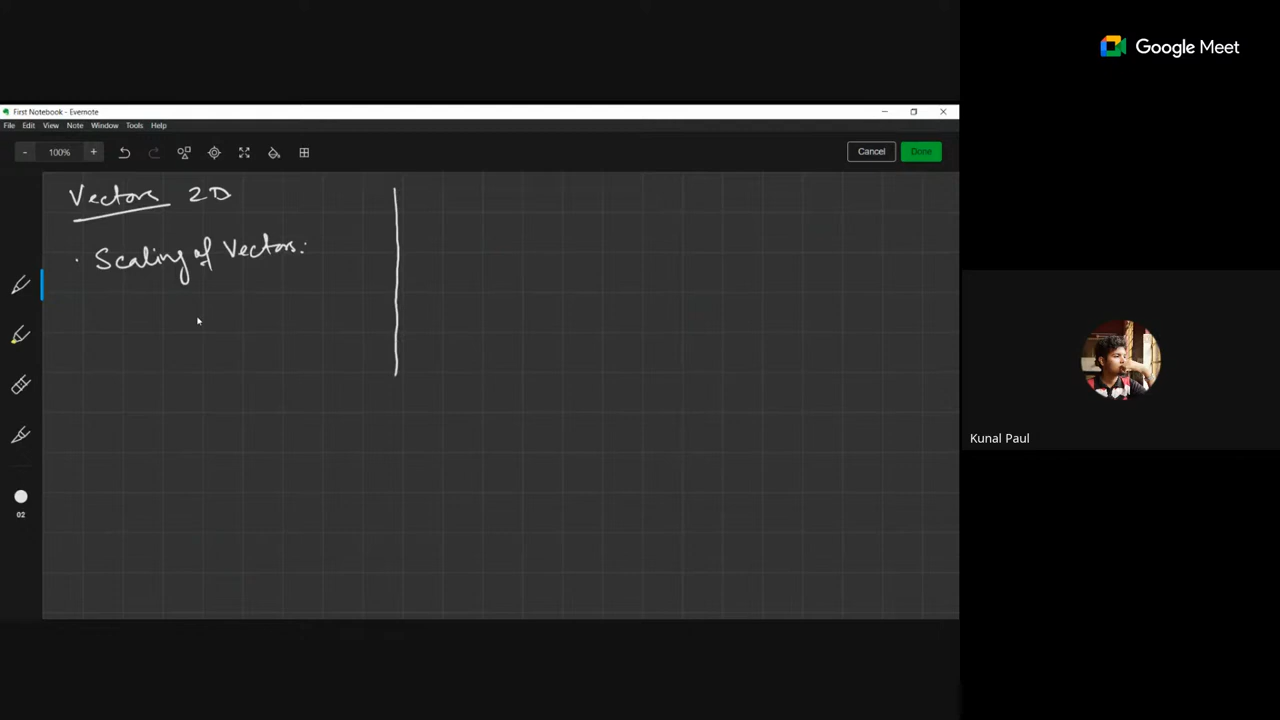 Google Meet
First Notebook - Evernote
File Edit View Note Window Tools Help
- 100% +
Cancel Done
Vectors 2D
· Scaling of Vectors:
Kunal Paul
02